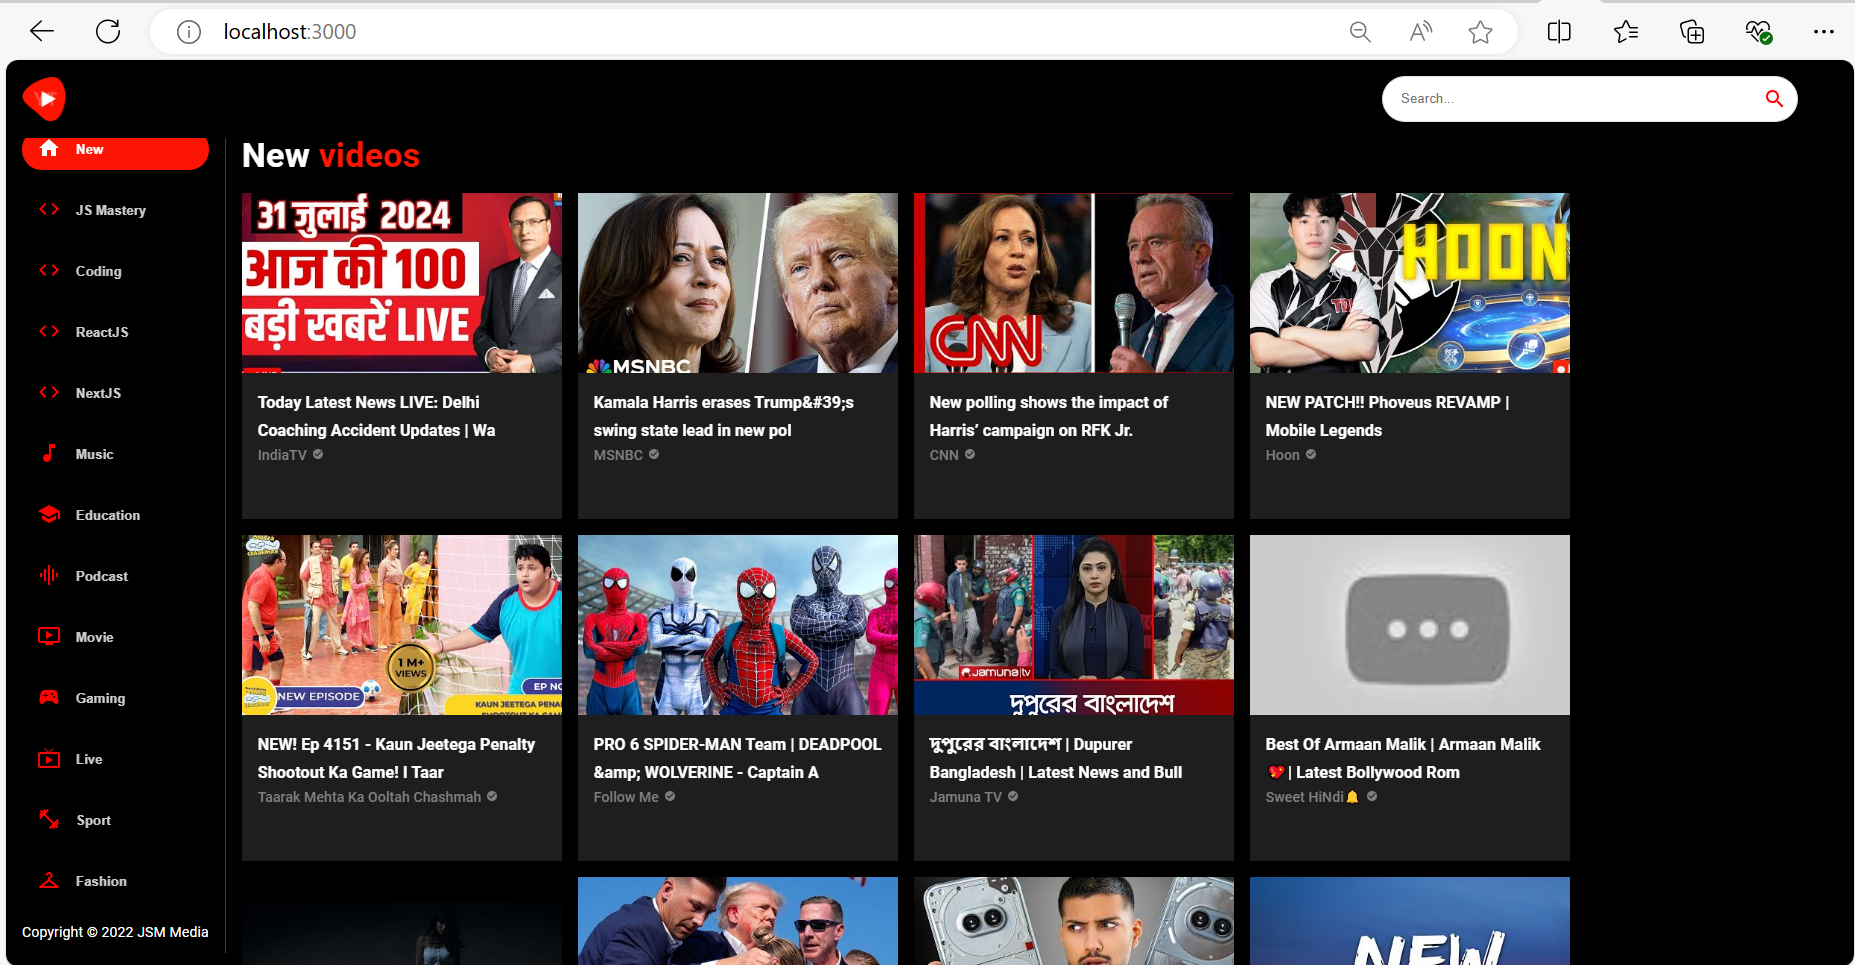 localhost:3000
Search...
New
JS Mastery
Coding
ReactJS
NextJS
Music
Education
Podcast
Movie
Gaming
Live
Sport
Fashion
Copyright © 2022 JSM Media
New videos
31 जुलाई 2024
आज की 100
बड़ी खबरें LIVE
Today Latest News LIVE: Delhi
Coaching Accident Updates | Wa
IndiaTV
MSNBC
Kamala Harris erases Trump&#39;s
swing state lead in new pol
MSNBC
CNN
New polling shows the impact of
Harris’ campaign on RFK Jr.
CNN
HOON
NEW PATCH!! Phoveus REVAMP |
Mobile Legends
Hoon
1 M+
VIEWS
NEW EPISODE
EP NO
KAUN JEETEGA PENA
SHOOTOUT KA GAM
NEW! Ep 4151 - Kaun Jeetega Penalty
Shootout Ka Game! I Taar
Taarak Mehta Ka Ooltah Chashmah
PRO 6 SPIDER-MAN Team | DEADPOOL
&amp; WOLVERINE - Captain A
Follow Me
Jamuna tv
দুপুরের বাংলাদেশ
দুপুরের বাংলাদেশ | Dupurer
Bangladesh | Latest News and Bull
Jamuna TV
Best Of Armaan Malik | Armaan Malik
💖 | Latest Bollywood Rom
Sweet HiNdi🔔
NEW